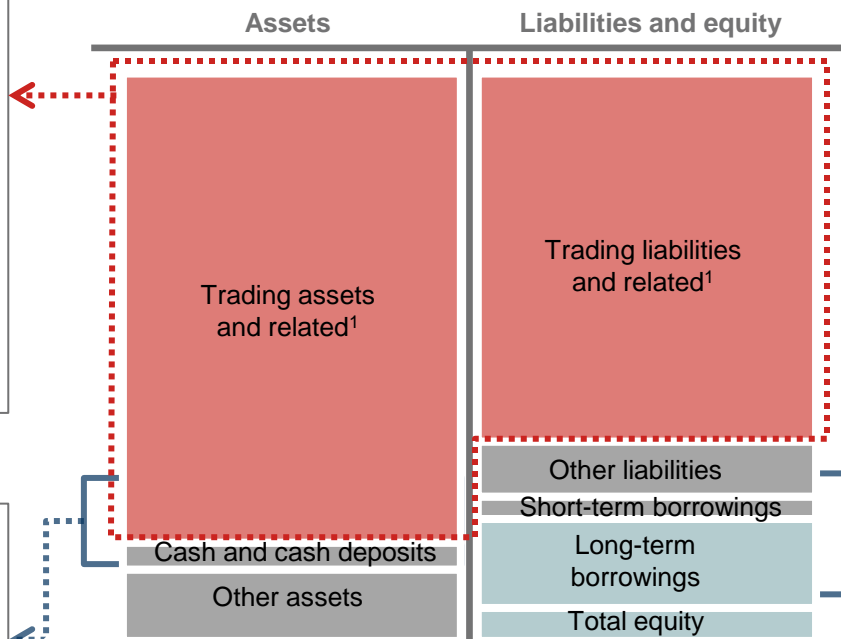 Assets
Liabilities and equity
Trading assets
and related¹
Cash and cash deposits
Other assets
Trading liabilities
and related¹
Other liabilities
Short-term borrowings
Long-term
borrowings
Total equity